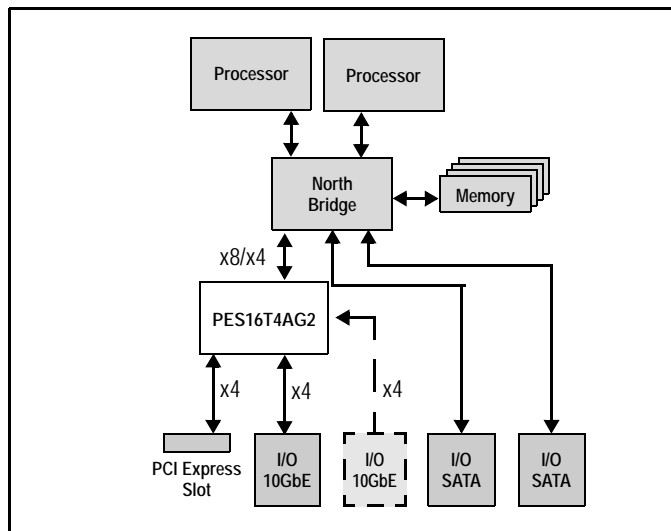 Processor
Processor
North
Bridge
Memory
x8/x4
PES16T4AG2
x4
x4
x4
PCI Express
Slot
I/O
10GbE
I/O
10GbE
I/O
SATA
I/O
SATA